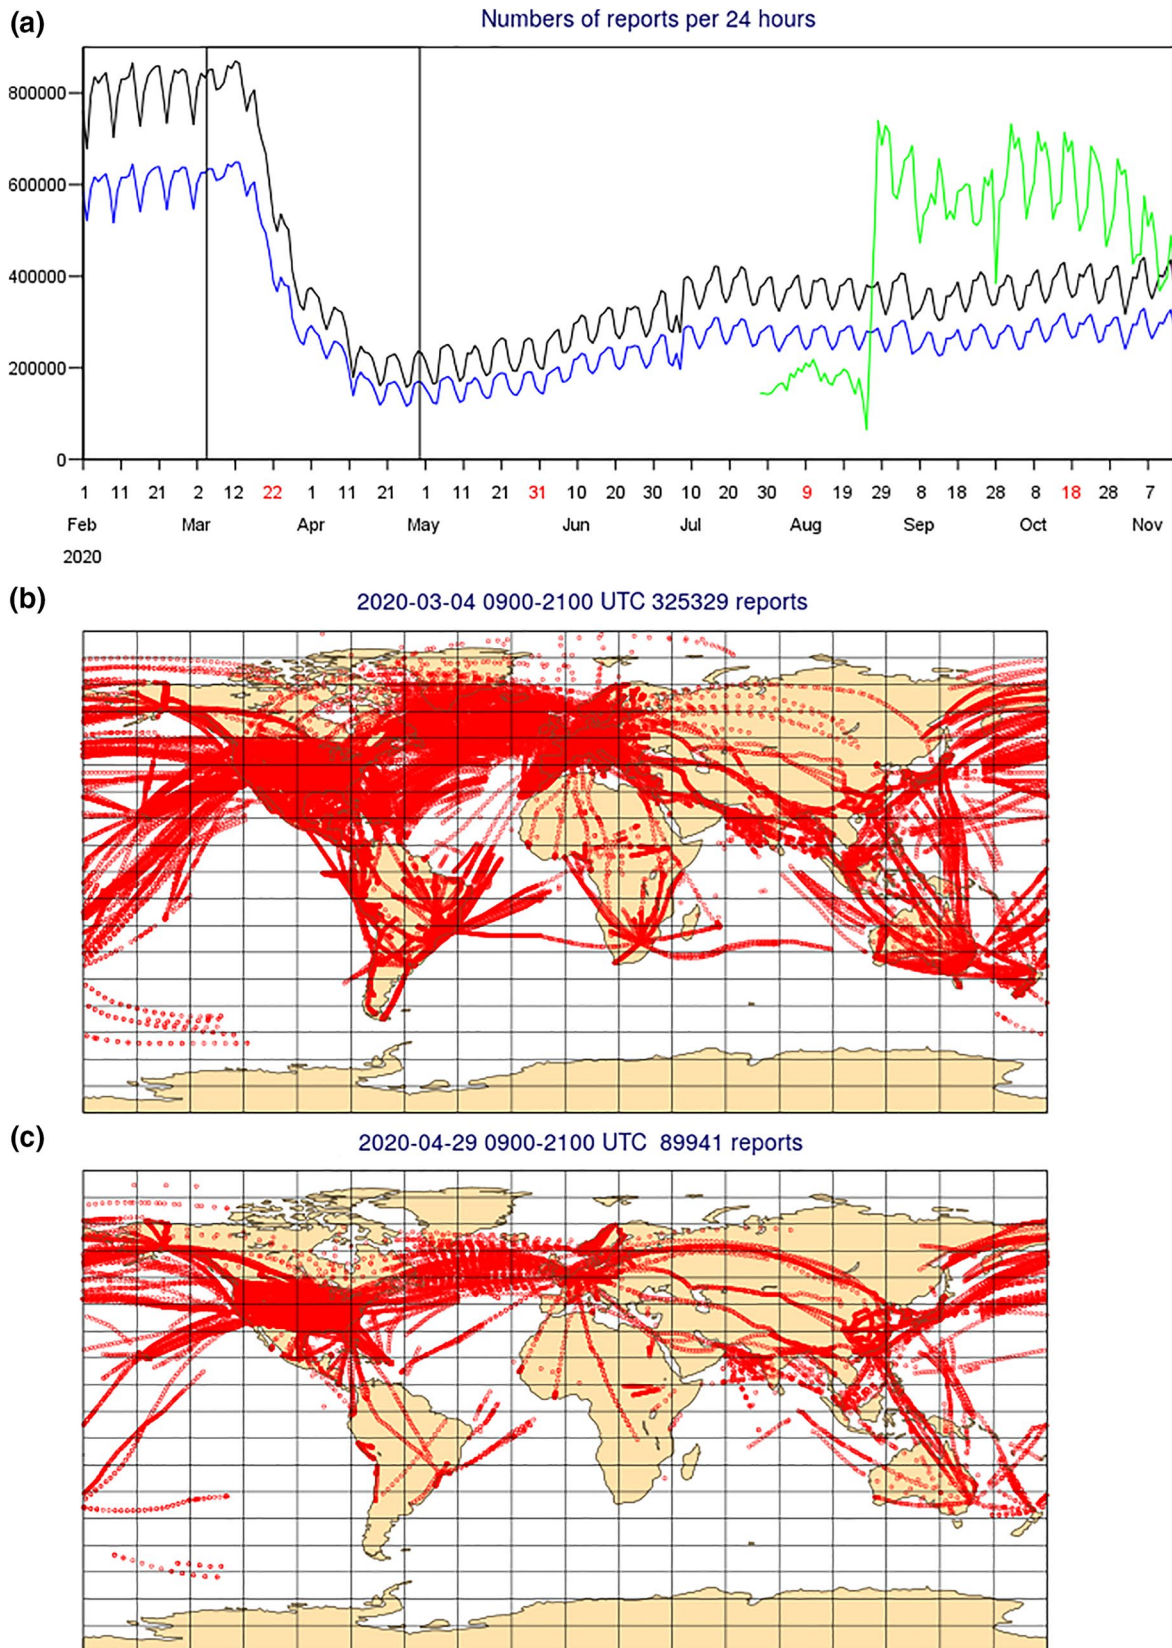 (a)
Numbers of reports per 24 hours
800000
600000
400000
200000
0
1 11 21 2 12 22 1 11 21 1 11 21 31 10 20 30 10 20 30 9 19 29 8 18 28 8 18 28 7
Feb Mar Apr May Jun Jul Aug Sep Oct Nov
2020
(b)
2020-03-04 0900-2100 UTC 325329 reports
(c)
2020-04-29 0900-2100 UTC 89941 reports